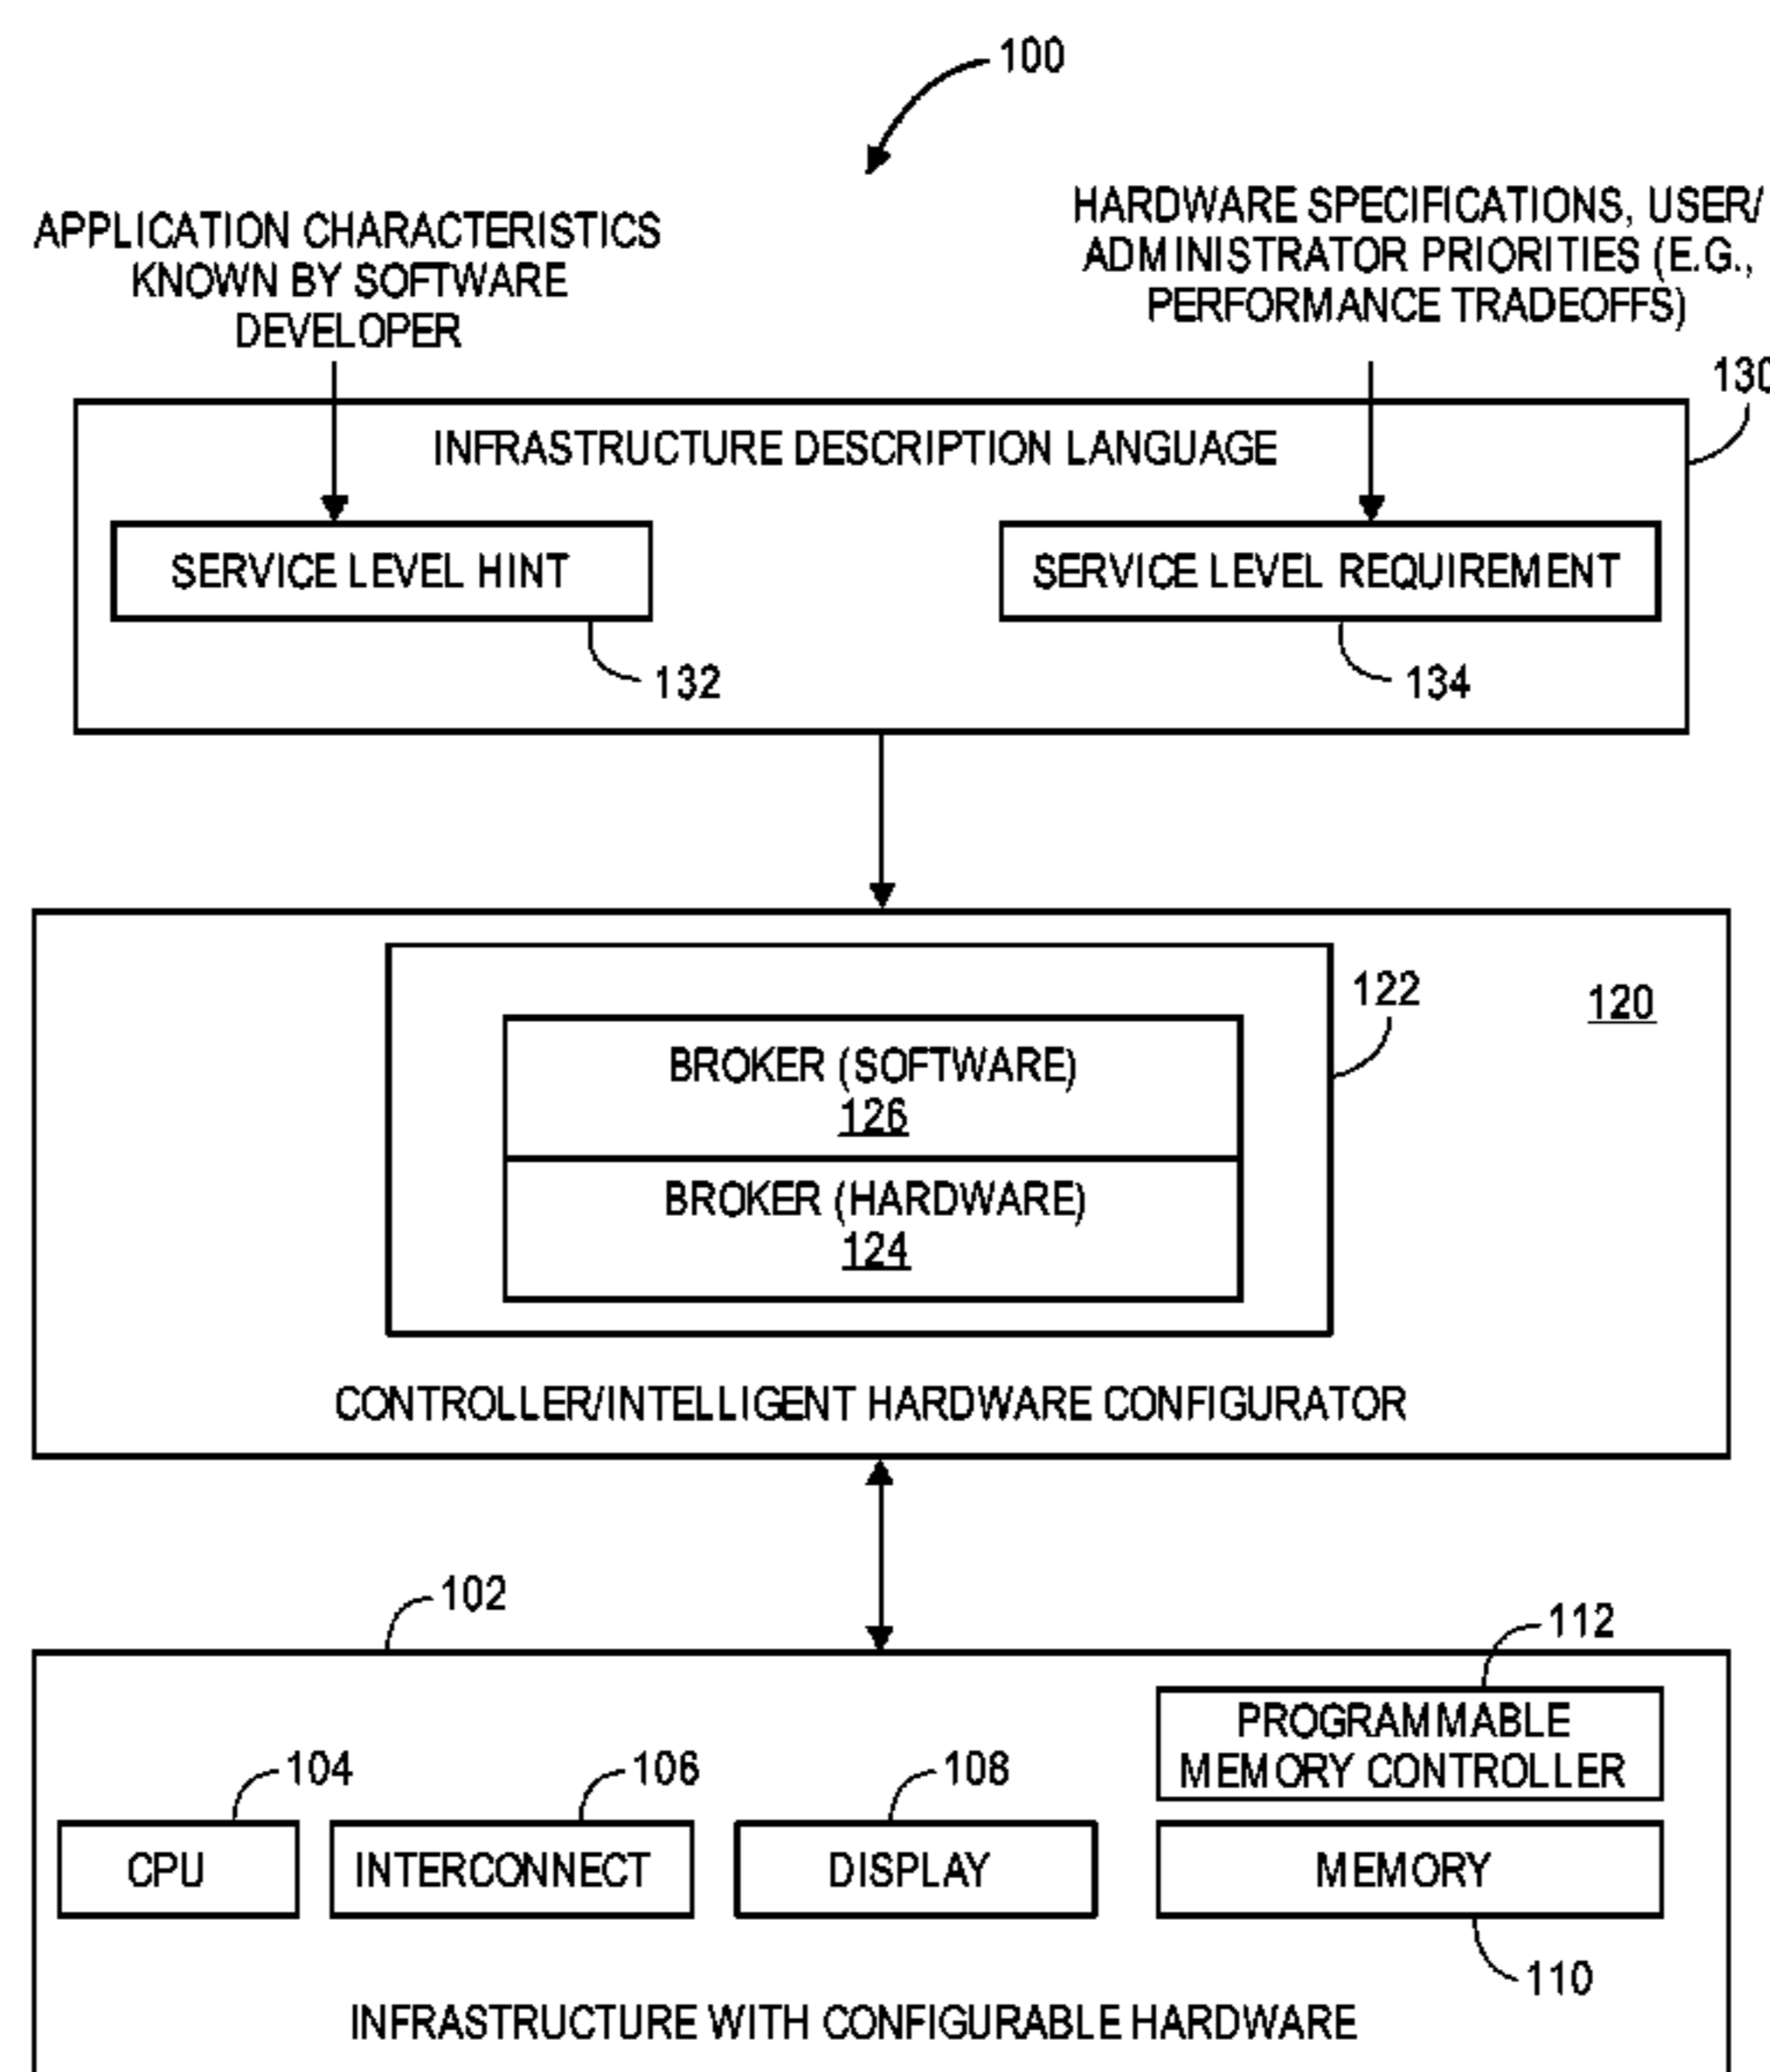 100
APPLICATION CHARACTERISTICS
KNOWN BY SOFTWARE
DEVELOPER
HARDWARE SPECIFICATIONS, USER/
ADMINISTRATOR PRIORITIES (E.G.,
PERFORMANCE TRADEOFFS)
130
INFRASTRUCTURE DESCRIPTION LANGUAGE
SERVICE LEVEL HINT
SERVICE LEVEL REQUIREMENT
132
134
122
120
BROKER (SOFTWARE)
126
BROKER (HARDWARE)
124
CONTROLLER/INTELLIGENT HARDWARE CONFIGURATOR
102
112
PROGRAMMABLE
MEMORY CONTROLLER
104
106
108
CPU
INTERCONNECT
DISPLAY
MEMORY
110
INFRASTRUCTURE WITH CONFIGURABLE HARDWARE